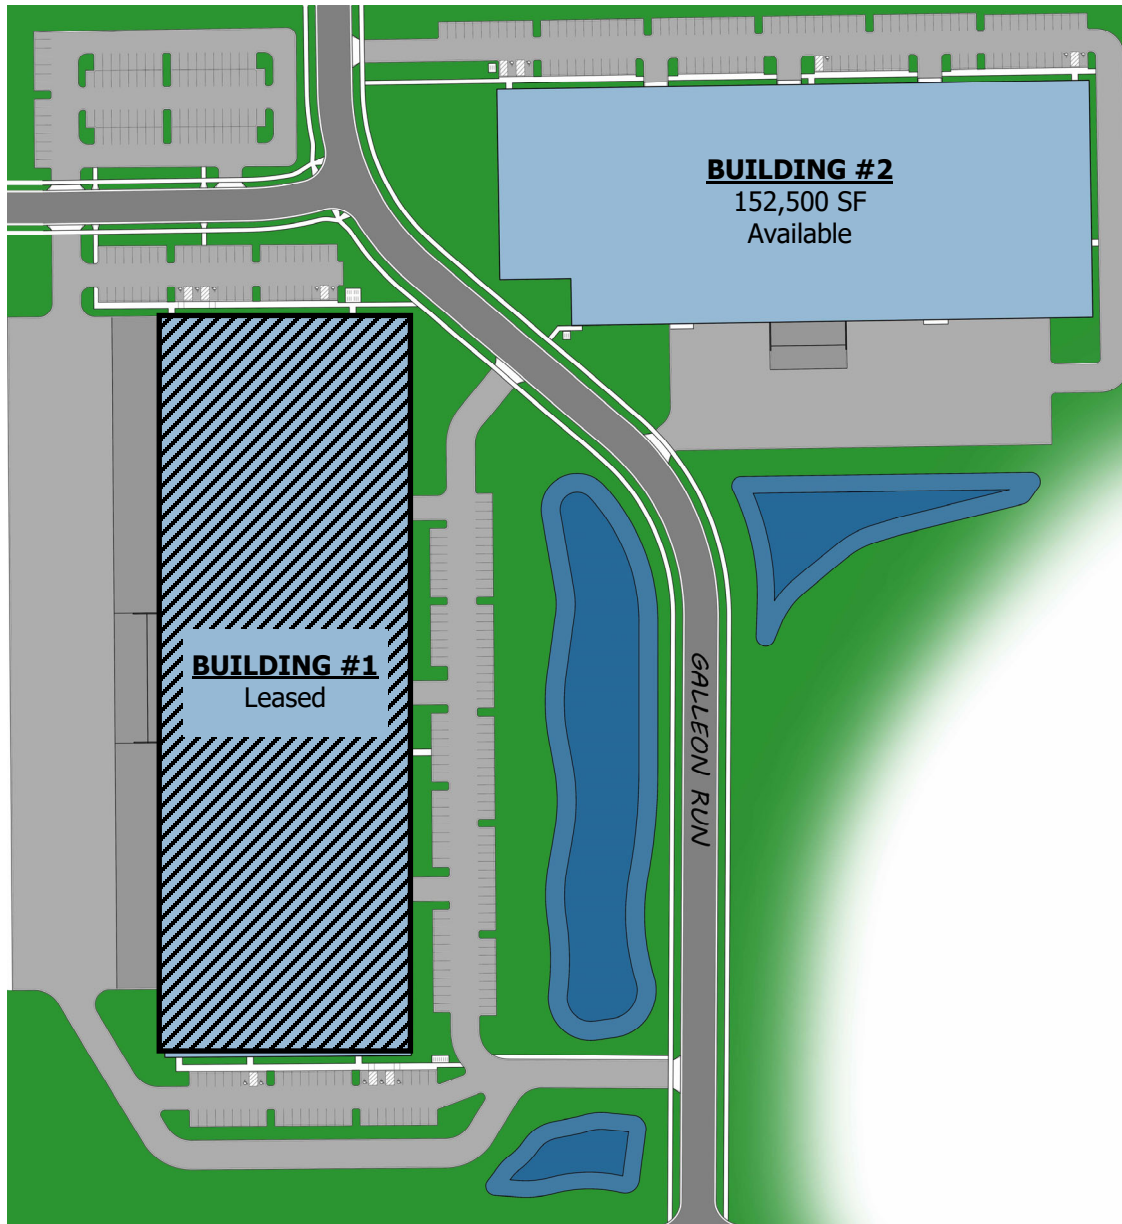 BUILDING #2
152,500 SF
Available
BUILDING #1
Leased
GALLEON RUN